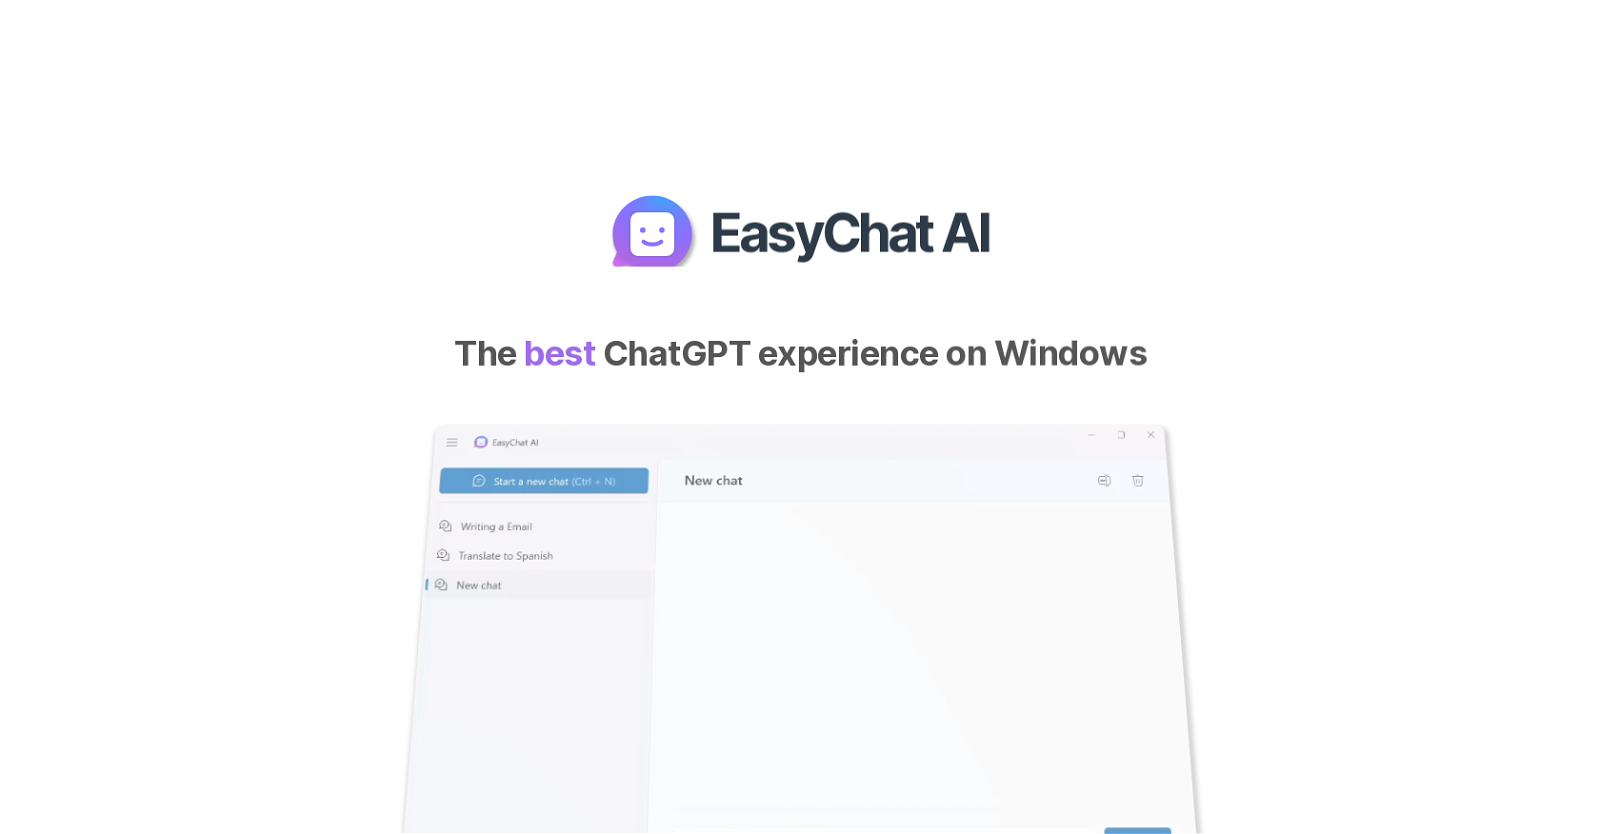 EasyChat AI
The best ChatGPT experience on Windows
EasyChat AI
Start a new chat (Ctrl + N)
New chat
Writing a Email
Translate to Spanish
New chat